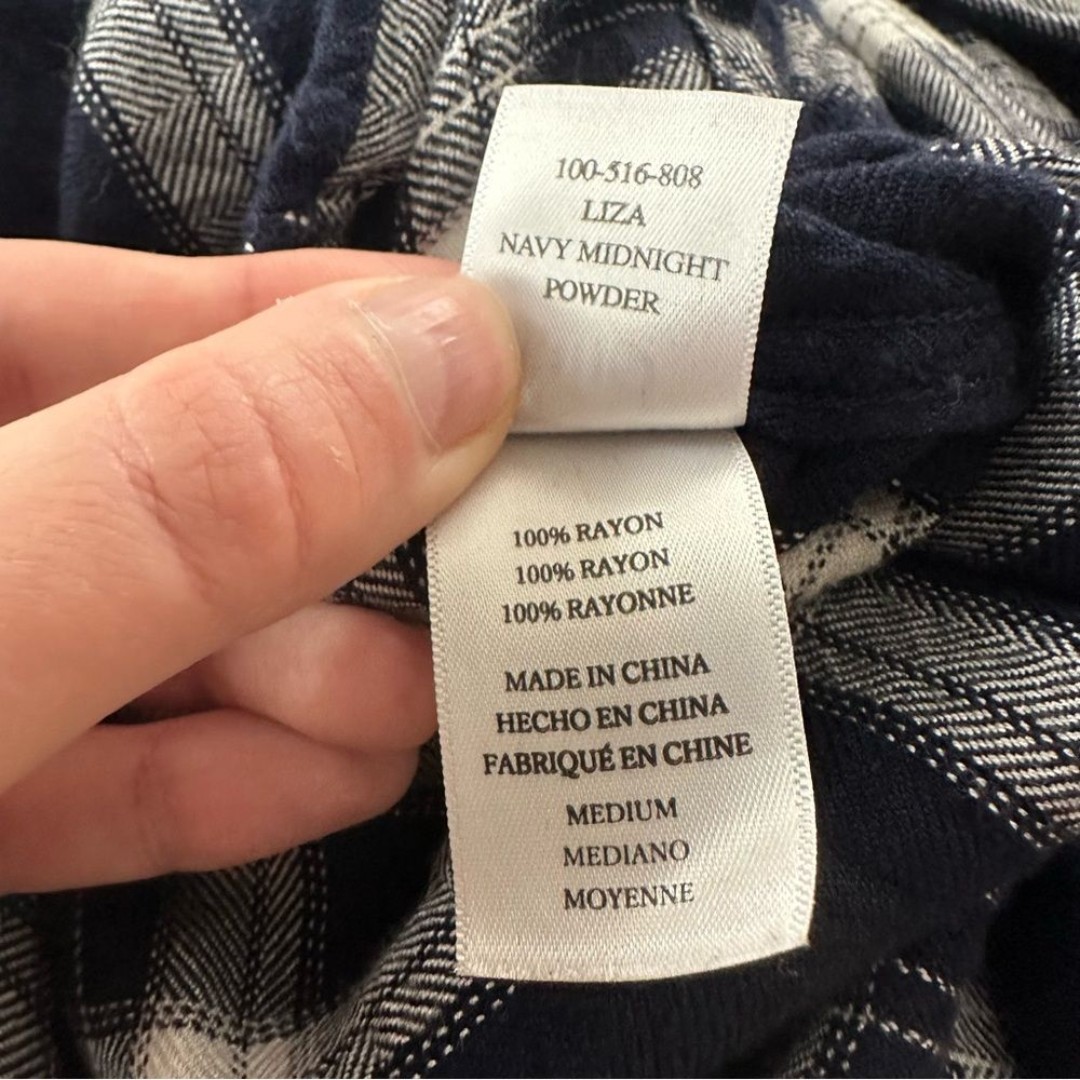 100-316-808
LIZA
NAVY MIDNIGHT
POWDER
100% RAYON
100% RAYON
100% RAYONNE
MADE IN CHINA
HECHO EN CHINA
FABRIQUÉ EN CHINE
MEDIUM
MEDIANO
MOYENNE